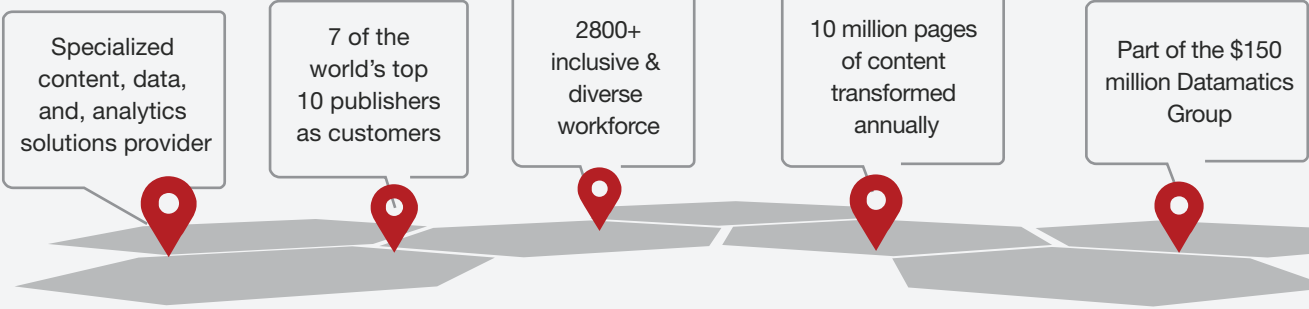 Specialized
content, data,
and, analytics
solutions provider
7 of the
world's top
10 publishers
as customers
2800+
inclusive &
diverse
workforce
10 million pages
of content
transformed
annually
Part of the $150
million Datamatics
Group